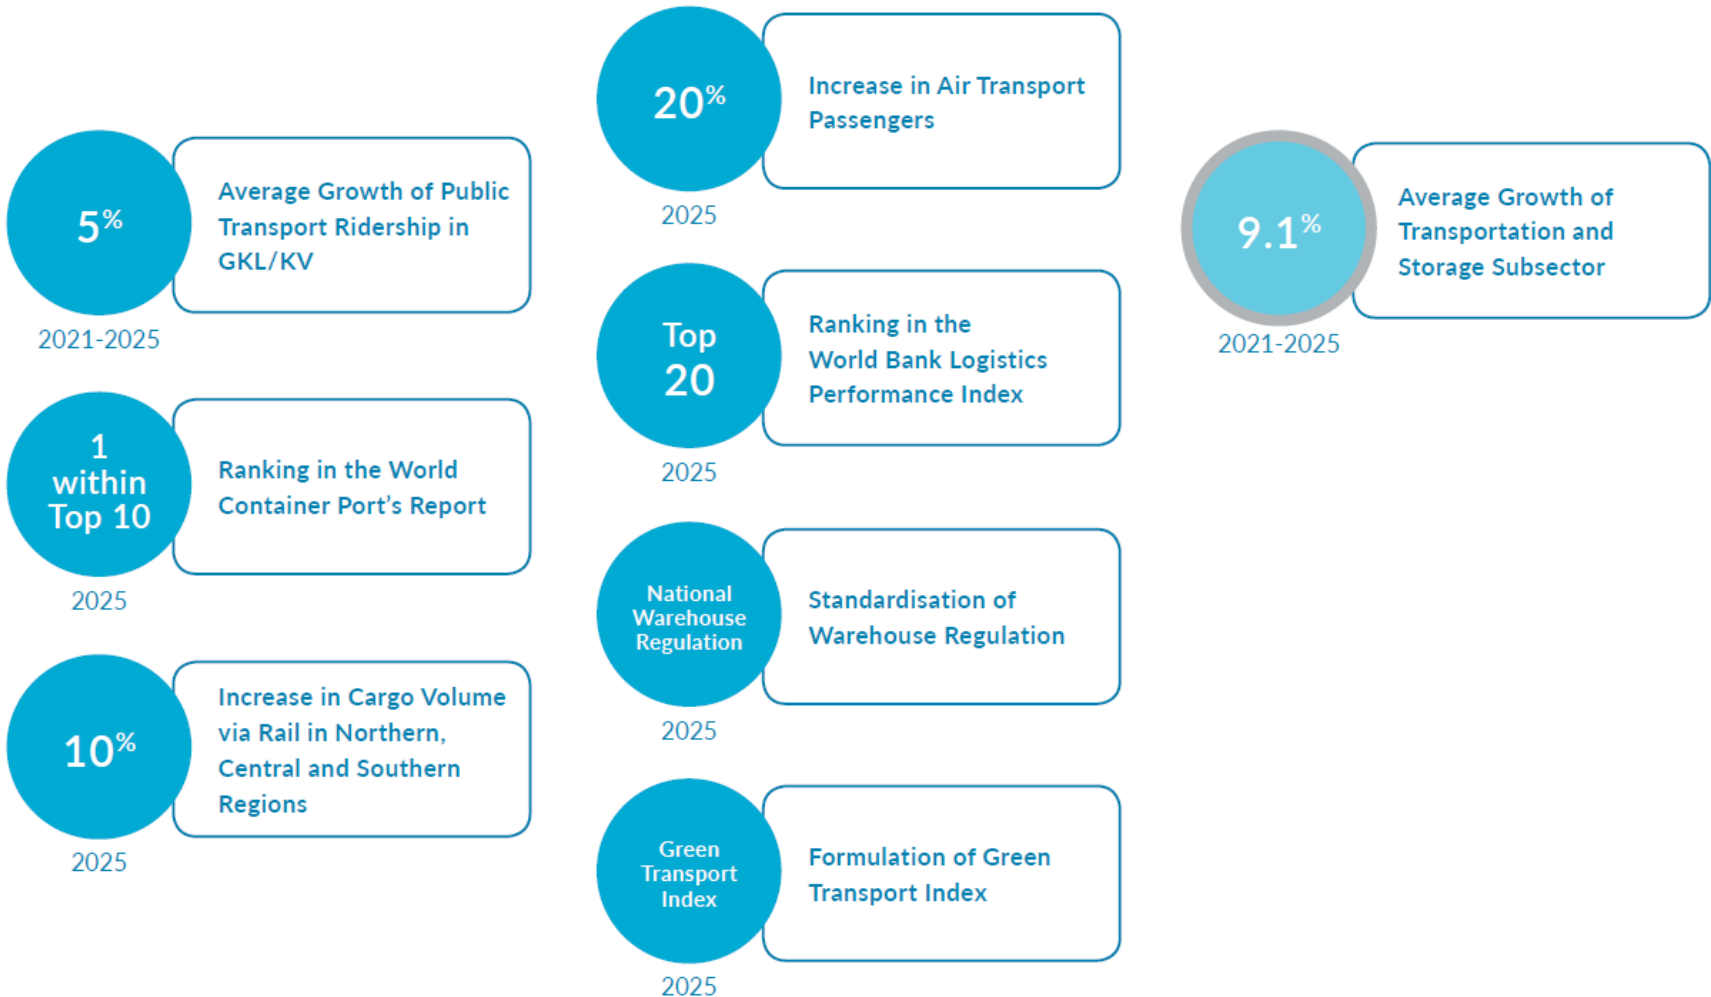 5%
Average Growth of Public
Transport Ridership in
GKL/KV
2021-2025
1
within
Top 10
Ranking in the World
Container Port’s Report
2025
10%
Increase in Cargo Volume
via Rail in Northern,
Central and Southern
Regions
2025
20%
Increase in Air Transport
Passengers
2025
Top
20
Ranking in the
World Bank Logistics
Performance Index
2025
National
Warehouse
Regulation
Standardisation of
Warehouse Regulation
2025
Green
Transport
Index
Formulation of Green
Transport Index
2025
9.1%
Average Growth of
Transportation and
Storage Subsector
2021-2025